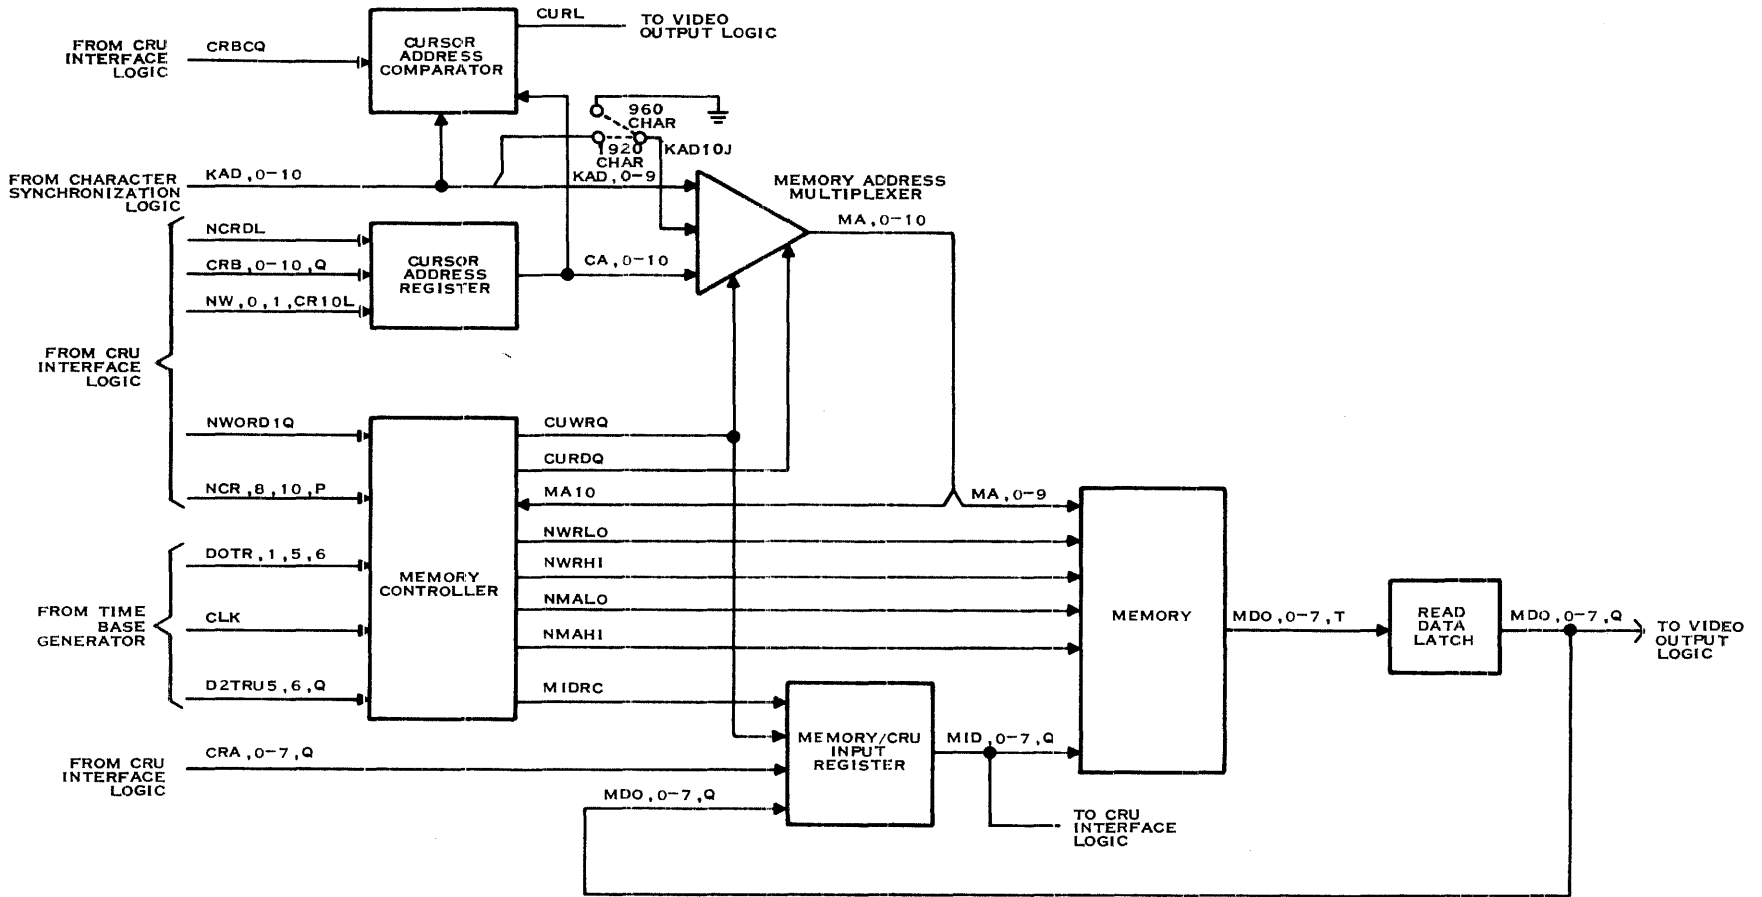 CURL
TO VIDEO
OUTPUT LOGIC
FROM CRU
INTERFACE
LOGIC
CRBCQ
CURSOR
ADDRESS
COMPARATOR
960
CHAR
1920
CHAR
KAD10J
FROM CHARACTER
SYNCHRONIZATION
LOGIC
KAD,0-10
KAD,0-9
MEMORY ADDRESS
MULTIPLEXER
MA,0-10
NCRDL
CRB,0-10,Q
NW,0,1,CR10L
CURSOR
ADDRESS
REGISTER
CA,0-10
FROM CRU
INTERFACE
LOGIC
NWORD1Q
NCR,8,10,P
CUWRQ
CURDQ
MA10
MA,0-9
NWRLO
NWRHI
NMALO
NMAHI
MIDRC
MEMORY
CONTROLLER
DOTR,1,5,6
CLK
D2TRU5,6,Q
FROM TIME
BASE
GENERATOR
MEMORY
MDO,0-7,T
READ
DATA
LATCH
MDO,0-7,Q
TO VIDEO
OUTPUT
LOGIC
FROM CRU
INTERFACE
LOGIC
CRA,0-7,Q
MEMORY/CRU
INPUT
REGISTER
MID,0-7,Q
MDO,0-7,Q
TO CRU
INTERFACE
LOGIC